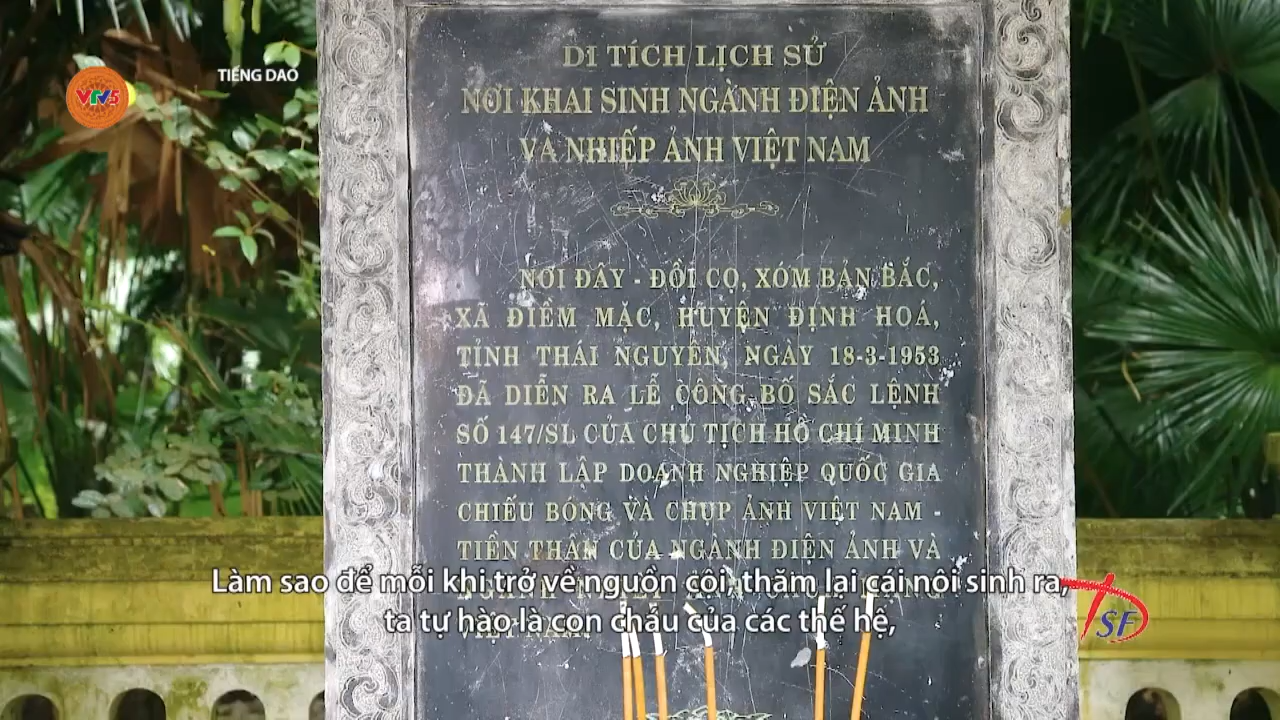 VTV5
TIẾNG DAO
DI TÍCH LỊCH SỬ
NƠI KHAI SINH NGÀNH ĐIỆN ẢNH
VÀ NHIẾP ẢNH VIỆT NAM
NƠI ĐÂY - ĐỒI CỌ, XÓM BẢN BẮC,
XÃ ĐIỀM MẶC, HUYỆN ĐỊNH HOÁ,
TỈNH THÁI NGUYÊN, NGÀY 18-3-1953
ĐÃ DIỄN RA LỄ CÔNG BỐ SẮC LỆNH
SỐ 147/SL CỦA CHỦ TỊCH HỒ CHÍ MINH
THÀNH LẬP DOANH NGHIỆP QUỐC GIA
CHIẾU BÓNG VÀ CHỤP ẢNH VIỆT NAM -
TIỀN THÂN CỦA NGÀNH ĐIỆN ẢNH VÀ
VIỆT NAM.
Làm sao để mỗi khi trở về nguồn cội, thăm lại cái nôi sinh ra,
ta tự hào là con cháu của các thế hệ,
SF